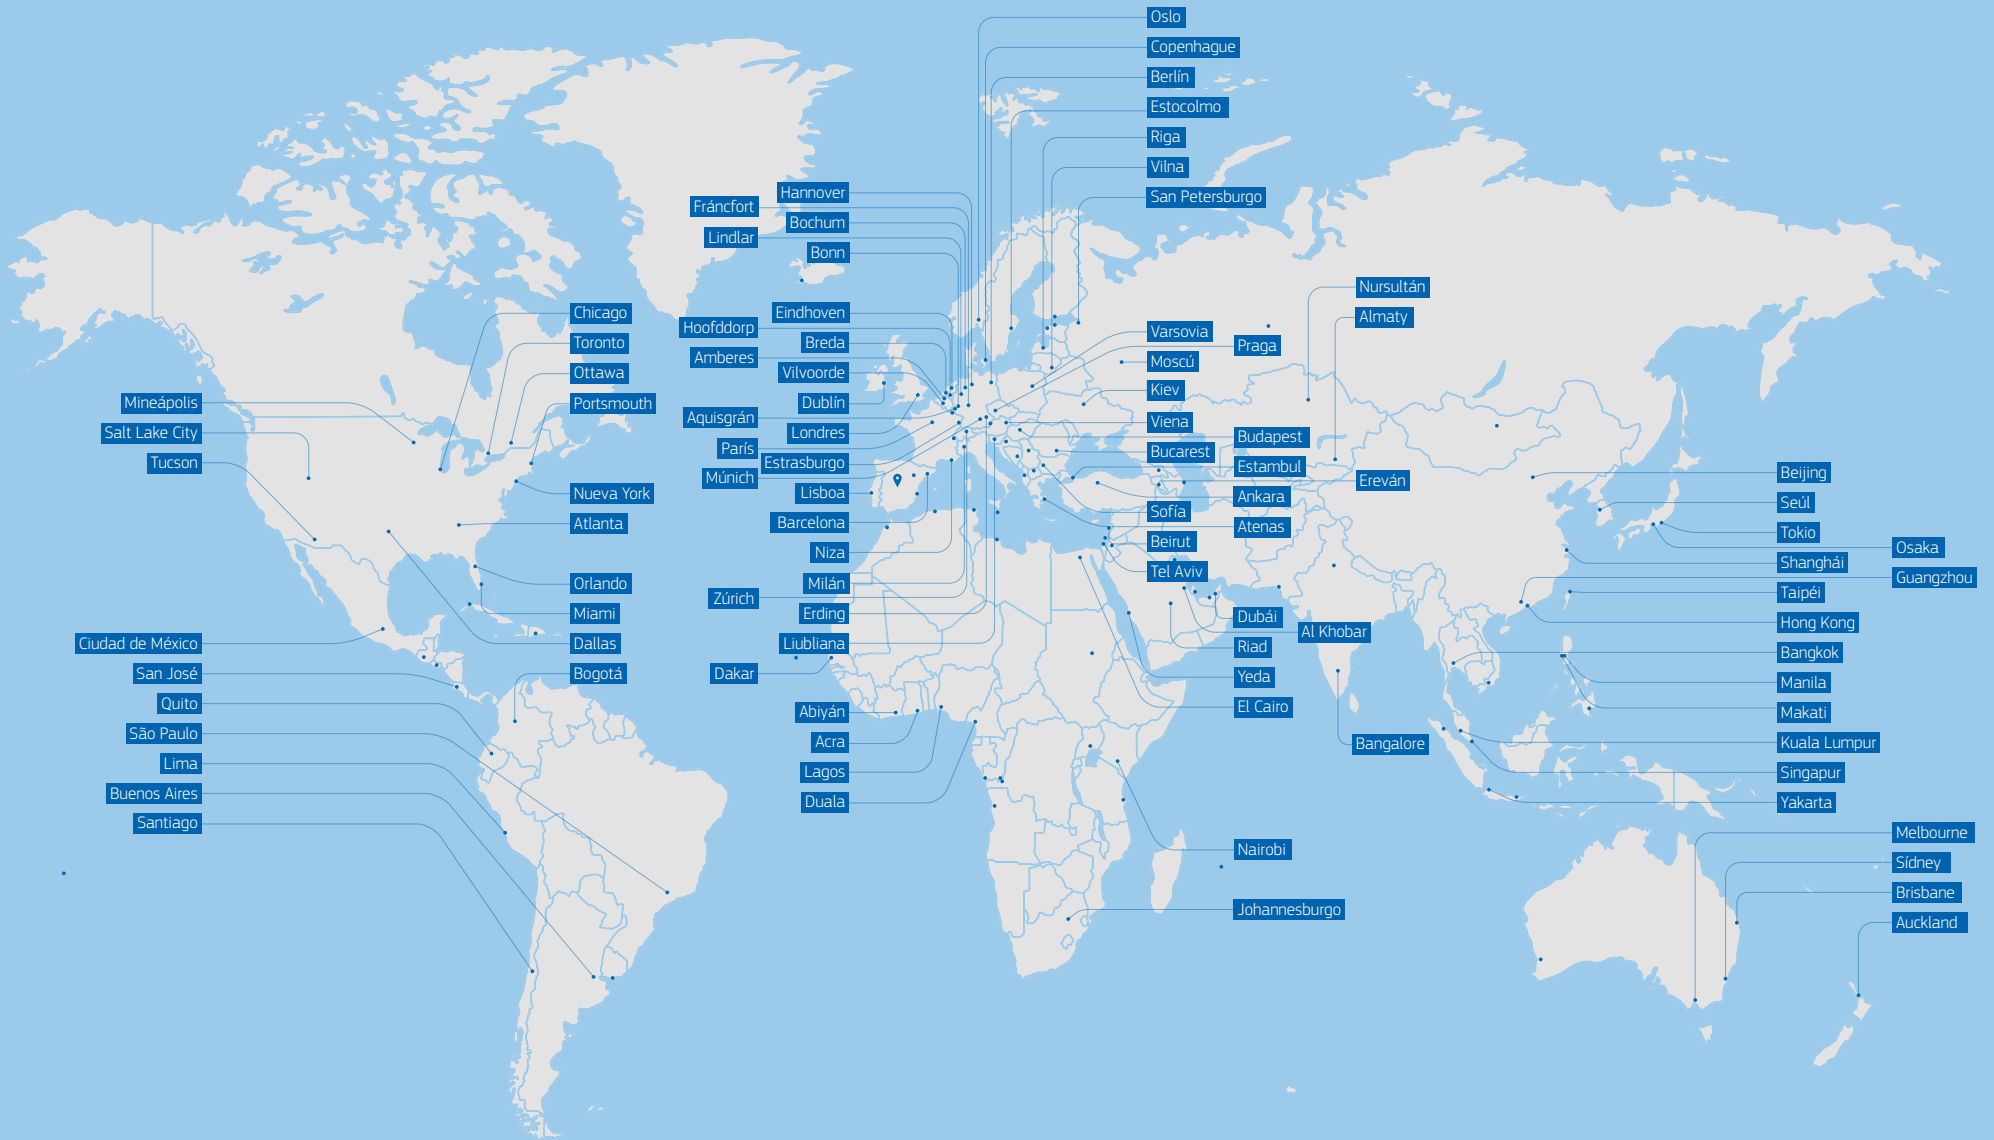 Oslo
Copenhague
Berlín
Estocolmo
Riga
Vilna
San Petersburgo
Hannover
Fráncfort
Bochum
Lindlar
Bonn
Eindhoven
Hoofddorp
Breda
Amberes
Vilvoorde
Dublín
Aquisgrán
Londres
París
Estrasburgo
Múnich
Lisboa
Barcelona
Niza
Milán
Zúrich
Erding
Liubliana
Dakar
Abiyán
Acra
Lagos
Duala
Chicago
Toronto
Ottawa
Portsmouth
Mineápolis
Salt Lake City
Tucson
Nueva York
Atlanta
Orlando
Miami
Dallas
Bogotá
Ciudad de México
San José
Quito
São Paulo
Lima
Buenos Aires
Santiago
Nursultán
Almaty
Varsovia
Praga
Moscú
Kiev
Viena
Budapest
Bucarest
Estambul
Ereván
Ankara
Sofía
Atenas
Beirut
Tel Aviv
Dubái
Al Khobar
Riad
Yeda
El Cairo
Bangalore
Nairobi
Johannesburgo
Beijing
Seúl
Tokio
Osaka
Shanghái
Guangzhou
Taipéi
Hong Kong
Bangkok
Manila
Makati
Kuala Lumpur
Singapur
Yakarta
Melbourne
Sídney
Brisbane
Auckland